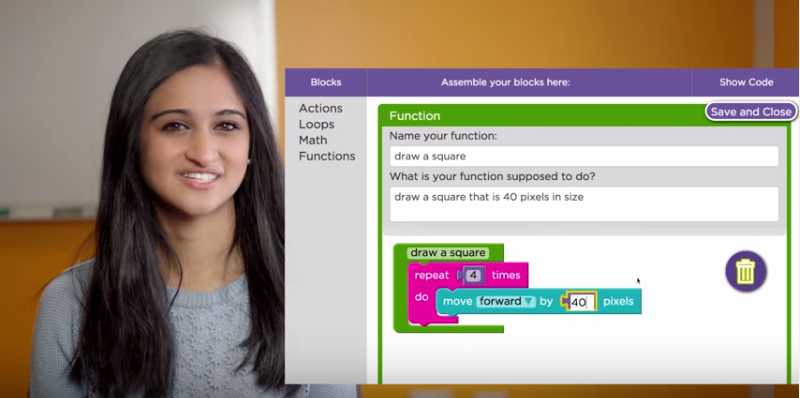 Blocks
Assemble your blocks here:
Show Code
Actions
Loops
Math
Functions
Function
Save and Close
Name your function:
draw a square
What is your function supposed to do?
draw a square that is 40 pixels in size
draw a square
repeat 4 times
do
move forward by 40 pixels